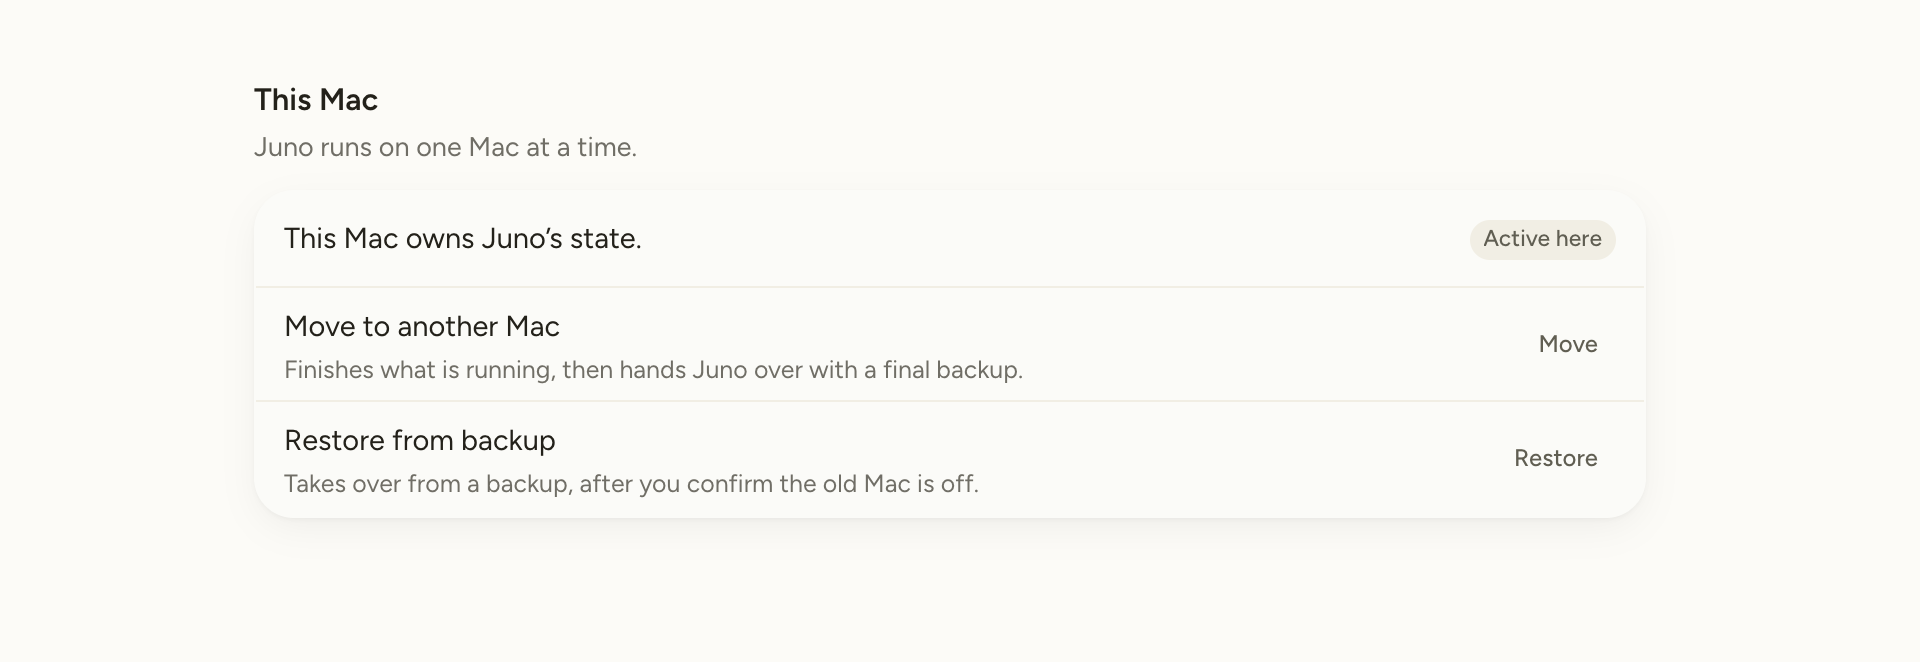 This Mac
Juno runs on one Mac at a time.
This Mac owns Juno’s state.
Active here
Move to another Mac
Finishes what is running, then hands Juno over with a final backup.
Move
Restore from backup
Takes over from a backup, after you confirm the old Mac is off.
Restore